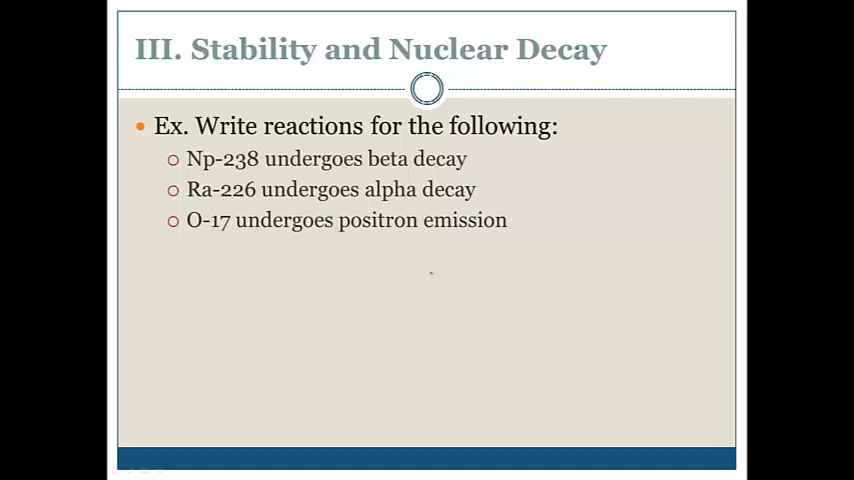 III. Stability and Nuclear Decay
Ex. Write reactions for the following:
Np-238 undergoes beta decay
Ra-226 undergoes alpha decay
O-17 undergoes positron emission